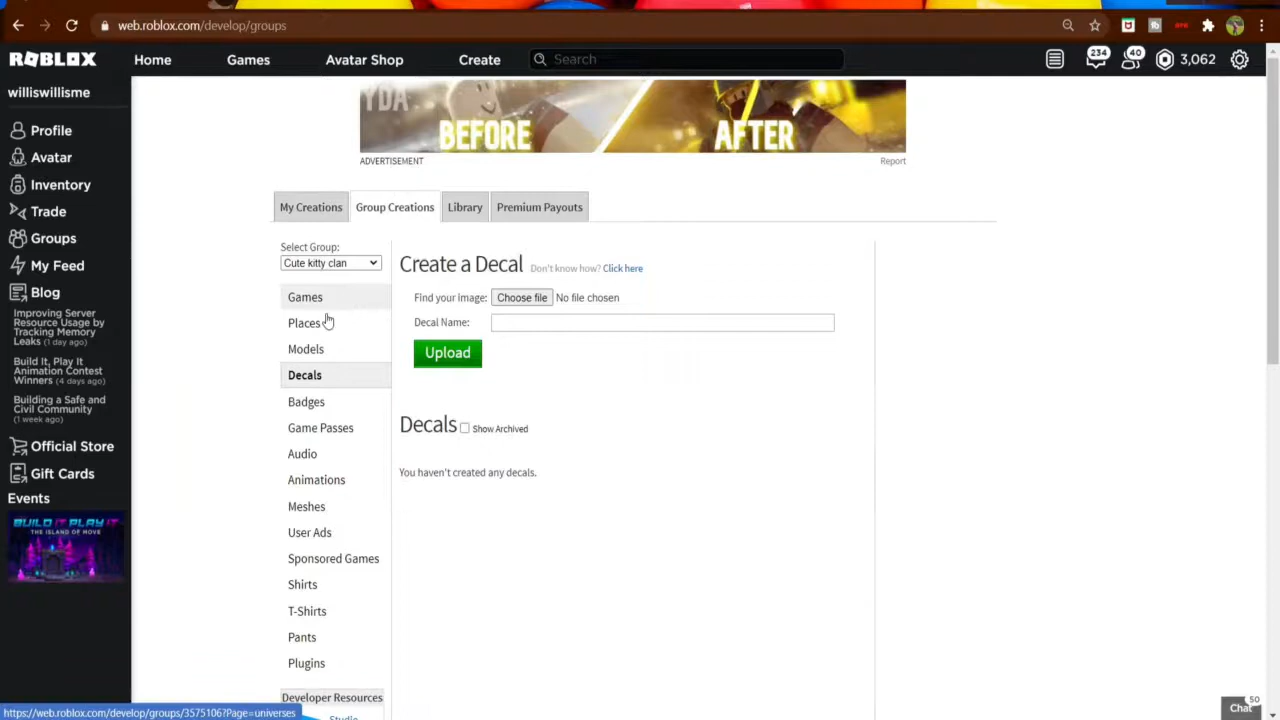 web.roblox.com/develop/groups
ROBLOX
Home
Games
Avatar Shop
Create
Search
234
40
3,062
williswillisme
Profile
Avatar
Inventory
Trade
Groups
My Feed
Blog
Improving Server
Resource Usage by
Tracking Memory
Leaks (1 day ago)
Build It, Play It
Animation Contest
Winners (4 days ago)
Building a Safe and
Civil Community
(1 week ago)
Official Store
Gift Cards
Events
BUILD IT PLAY IT
THE ISLAND OF MOVE
YDA
BEFORE
AFTER
ADVERTISEMENT
Report
My Creations
Group Creations
Library
Premium Payouts
Select Group:
Cute kitty clan
Games
Places
Models
Decals
Badges
Game Passes
Audio
Animations
Meshes
User Ads
Sponsored Games
Shirts
T-Shirts
Pants
Plugins
Developer Resources
Studio
Create a Decal Don't know how? Click here
Find your image: Choose file No file chosen
Decal Name:
Upload
Decals Show Archived
You haven't created any decals.
Chat 50
https://web.roblox.com/develop/groups/3575106?Page=universes